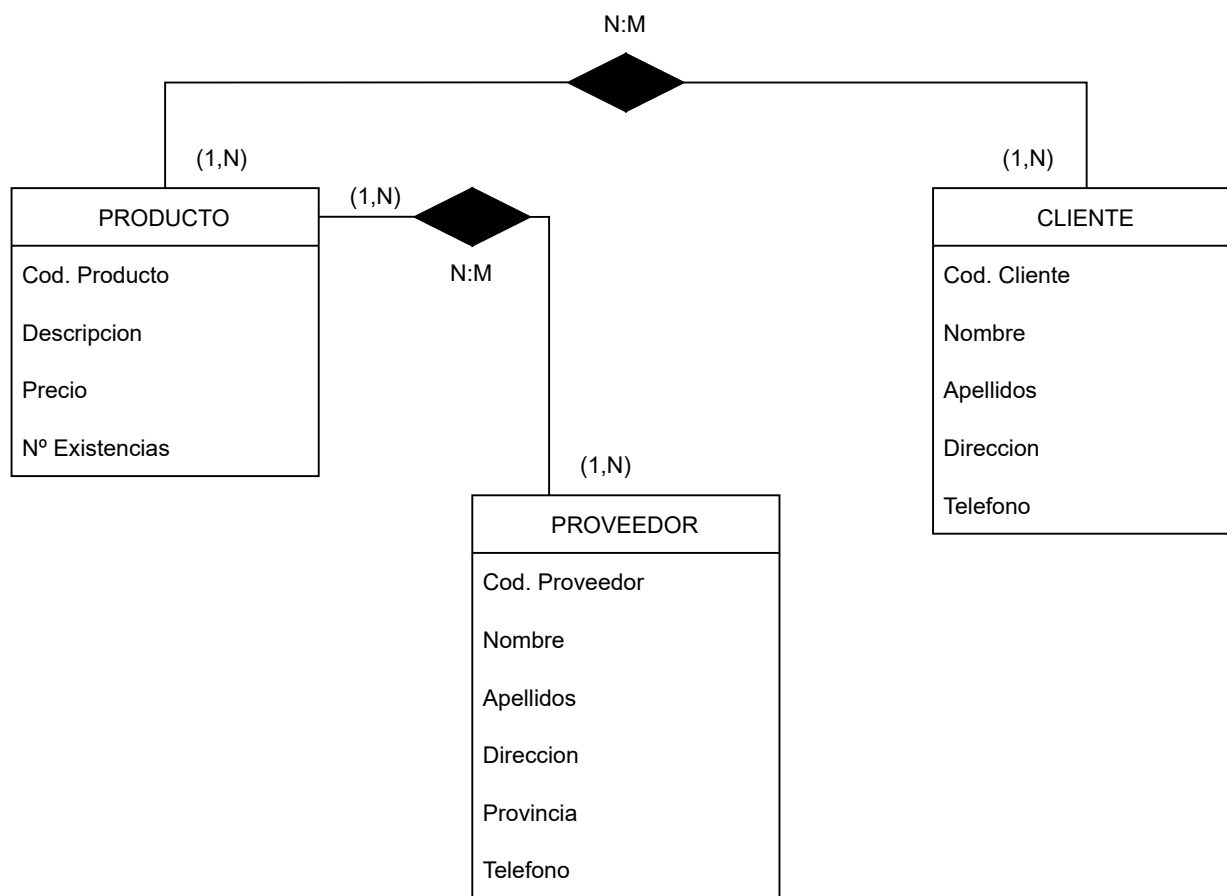 N:M
(1,N)
(1,N)
(1,N)
PRODUCTO
Cod. Producto
Descripcion
Precio
Nº Existencias
N:M
CLIENTE
Cod. Cliente
Nombre
Apellidos
Direccion
Telefono
(1,N)
PROVEEDOR
Cod. Proveedor
Nombre
Apellidos
Direccion
Provincia
Telefono